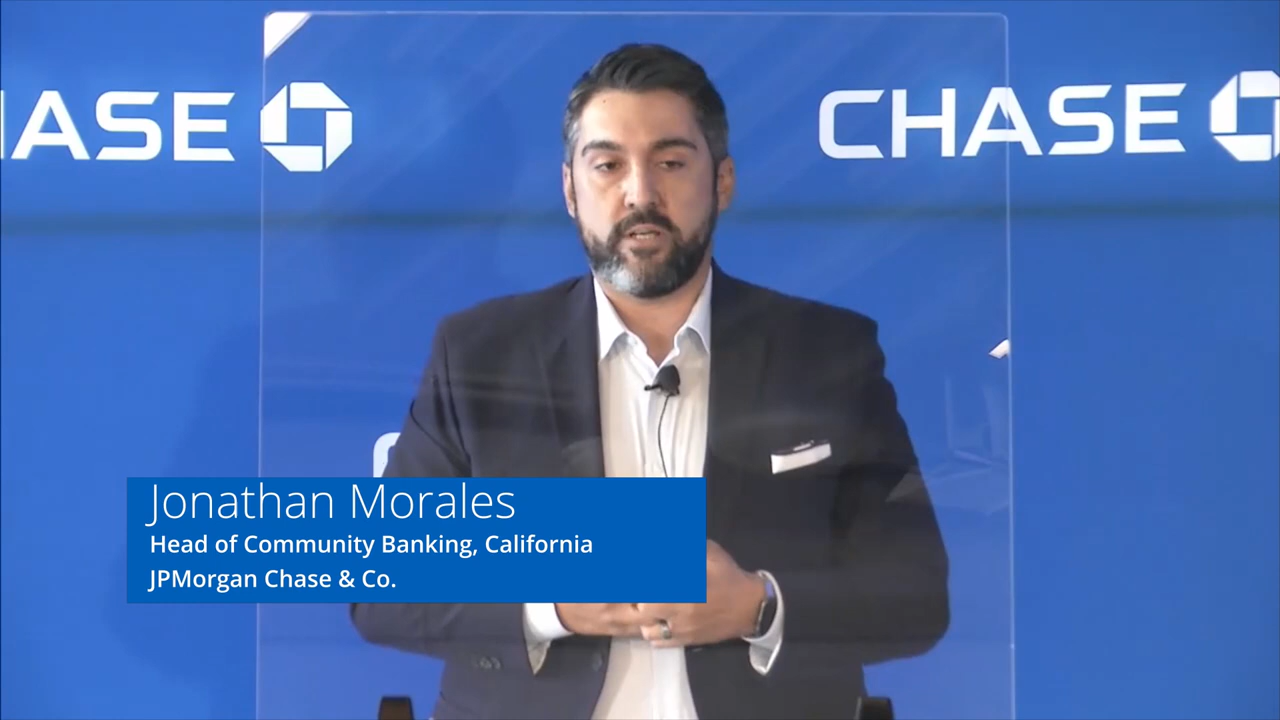 ASE
CHASE
Jonathan Morales
Head of Community Banking, California
JPMorgan Chase & Co.